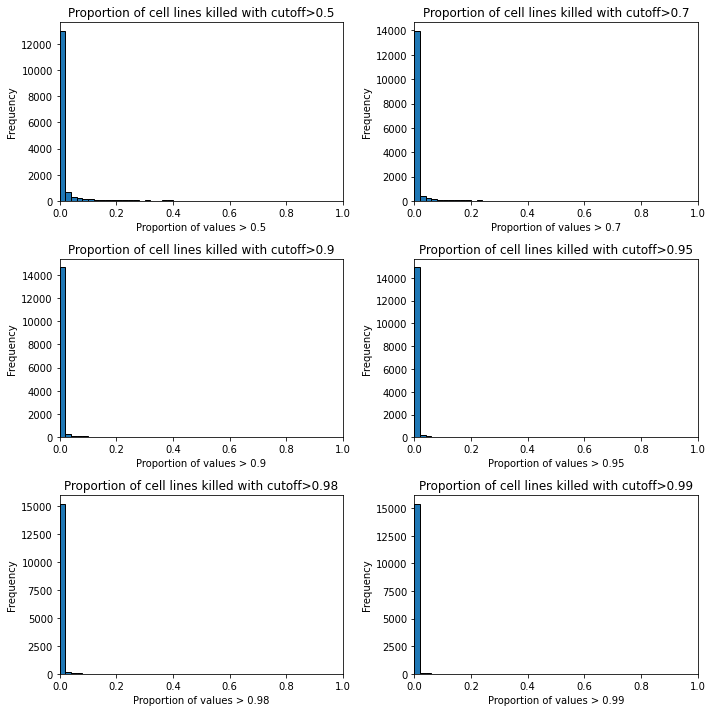 Proportion of cell lines killed with cutoff>0.5
Frequency
12000
10000
8000
6000
4000
2000
0
0.0 0.2 0.4 0.6 0.8 1.0
Proportion of values > 0.5
Proportion of cell lines killed with cutoff>0.7
Frequency
14000
12000
10000
8000
6000
4000
2000
0
0.0 0.2 0.4 0.6 0.8 1.0
Proportion of values > 0.7
Proportion of cell lines killed with cutoff>0.9
Frequency
14000
12000
10000
8000
6000
4000
2000
0
0.0 0.2 0.4 0.6 0.8 1.0
Proportion of values > 0.9
Proportion of cell lines killed with cutoff>0.95
Frequency
14000
12000
10000
8000
6000
4000
2000
0
0.0 0.2 0.4 0.6 0.8 1.0
Proportion of values > 0.95
Proportion of cell lines killed with cutoff>0.98
Frequency
15000
12500
10000
7500
5000
2500
0
0.0 0.2 0.4 0.6 0.8 1.0
Proportion of values > 0.98
Proportion of cell lines killed with cutoff>0.99
Frequency
15000
12500
10000
7500
5000
2500
0
0.0 0.2 0.4 0.6 0.8 1.0
Proportion of values > 0.99